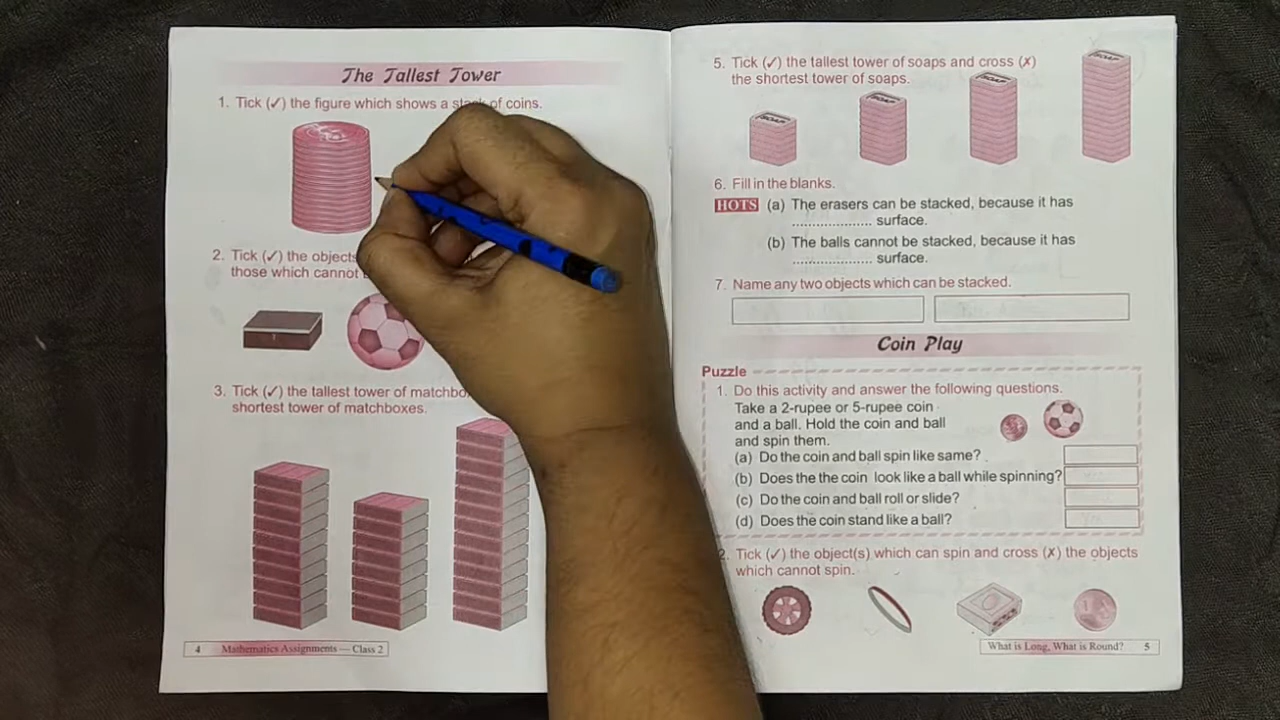 The Tallest Tower
1. Tick (✓) the figure which shows a stack of coins.
2. Tick (✓) the objects
those which cannot
3. Tick (✓) the tallest tower of
shortest tower of matchboxes.
4 Mathematics Assignments — Class 2
5. Tick (✓) the tallest tower of soaps and cross (✗)
the shortest tower of soaps.
SOAP
SOAP
SOAP
SOAP
6. Fill in the blanks.
HOTS (a) The erasers can be stacked, because it has
.................... surface.
(b) The balls cannot be stacked, because it has
.................... surface.
7. Name any two objects which can be stacked.
Coin Play
Puzzle
1. Do this activity and answer the following questions.
Take a 2-rupee or 5-rupee coin
and a ball. Hold the coin and ball
and spin them.
(a) Do the coin and ball spin like same?
(b) Does the the coin look like a ball while spinning?
(c) Do the coin and ball roll or slide?
(d) Does the coin stand like a ball?
2. Tick (✓) the object(s) which can spin and cross (✗) the objects
which cannot spin.
1
What is Long, What is Round? 5